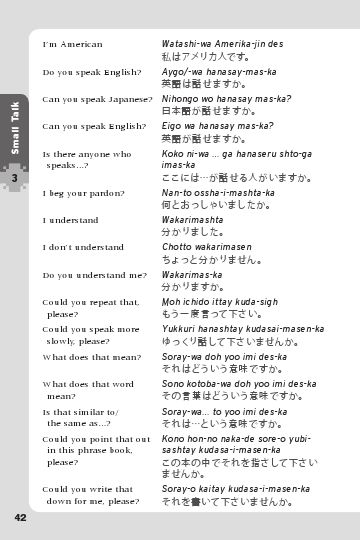 I'm American
Watashi-wa Amerika-jin des
私はアメリカ人です。
Do you speak English?
Aygo/-wa hanasay-mas-ka
英語は話せますか。
Can you speak Japanese?
Nihongo wo hanasay mas-ka?
日本語が話せますか。
Can you speak English?
Eigo wa hanasay mas-ka?
英語が話せますか。
Is there anyone who
speaks...?
Koko ni-wa ... ga hanaseru shto-ga
imas-ka
ここには…が話せる人がいますか。
I beg your pardon?
Nan-to ossha-i-mashta-ka
何とおっしゃいましたか。
I understand
Wakarimashta
分かりました。
I don't understand
Chotto wakarimasen
ちょっと分かりません。
Do you understand me?
Wakarimas-ka
分かりますか。
Could you repeat that,
please?
Moh ichido ittay kuda-sigh
もう一度言って下さい。
Could you speak more
slowly, please?
Yukkuri hanashtay kudasai-masen-ka
ゆっくり話して下さいませんか。
What does that mean?
Soray-wa doh yoo imi des-ka
それはどういう意味ですか。
What does that word
mean?
Sono kotoba-wa doh yoo imi des-ka
その言葉はどういう意味ですか。
Is that similar to/
the same as...?
Soray-wa... to yoo imi des-ka
それは…という意味ですか。
Could you point that out
in this phrase book,
please?
Kono hon-no naka-de sore-o yubi-
sashtay kudasa-i-masen-ka
この本の中でそれを指さして下さい
ませんか。
Could you write that
down for me, please?
Soray-o kaitay kudasa-i-masen-ka
それを書いて下さいませんか。
Small Talk
3
42